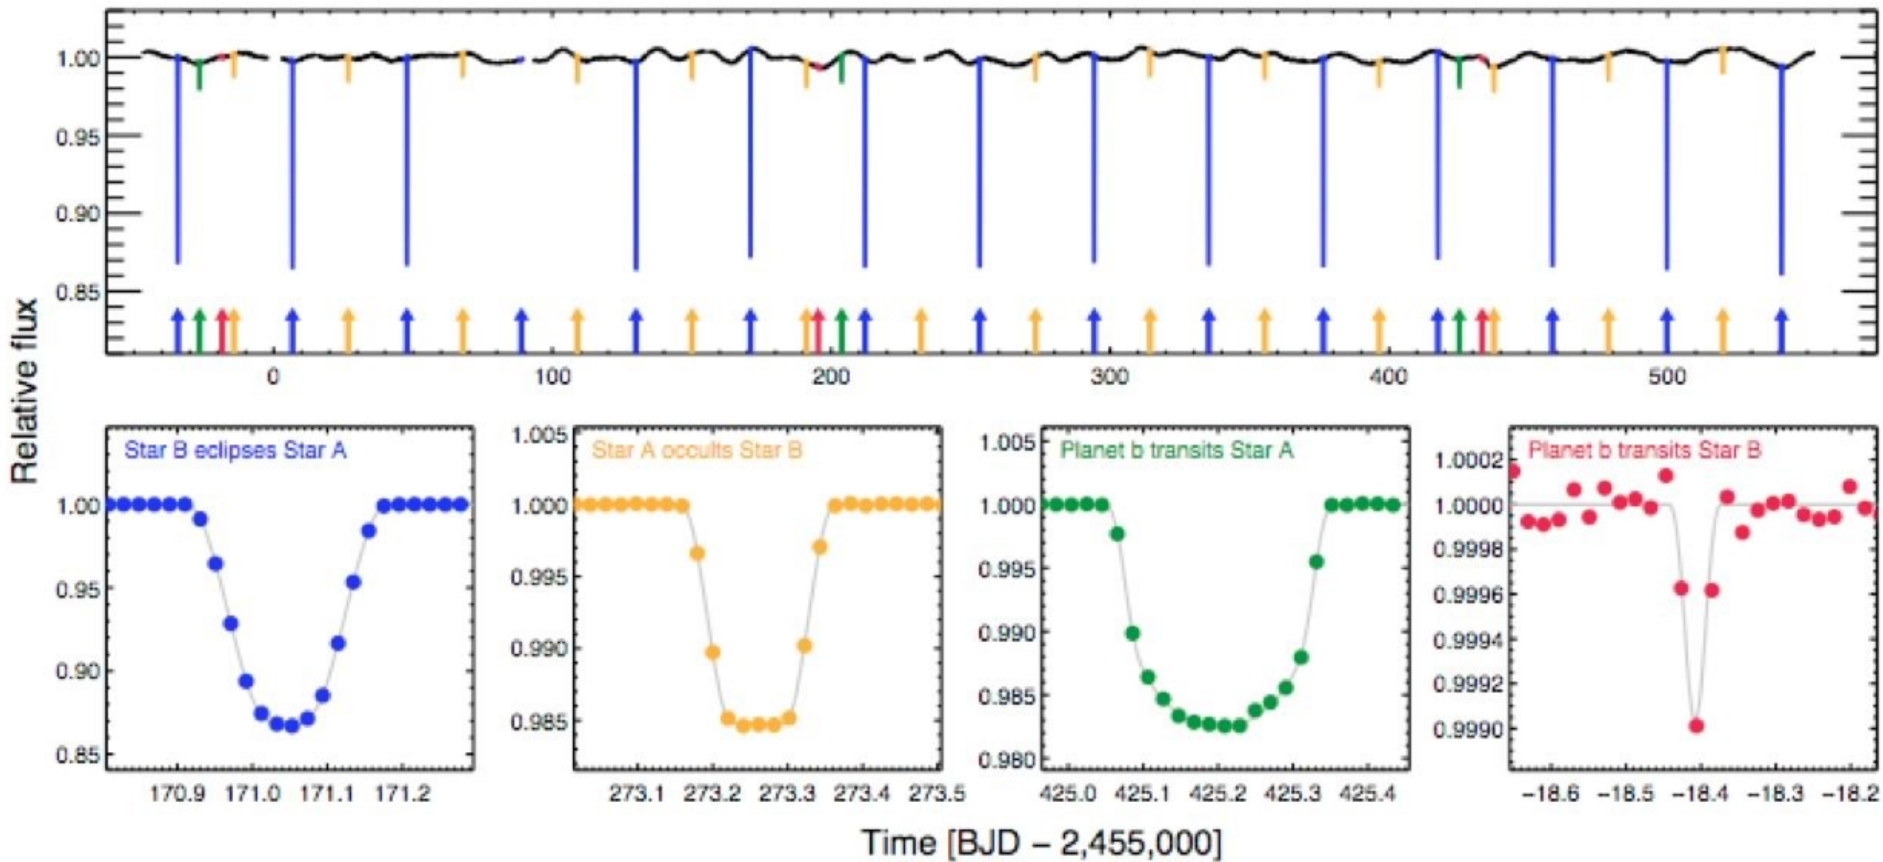 Relative flux
1.00
0.95
0.90
0.85
0 100 200 300 400 500
Star B eclipses Star A
1.00
0.95
0.90
0.85
170.9 171.0 171.1 171.2
Star A occults Star B
1.005
1.000
0.995
0.990
0.985
273.1 273.2 273.3 273.4 273.5
Planet b transits Star A
1.005
1.000
0.995
0.990
0.985
0.980
425.0 425.1 425.2 425.3 425.4
Planet b transits Star B
1.0002
1.0000
0.9998
0.9996
0.9994
0.9992
0.9990
−18.6 −18.5 −18.4 −18.3 −18.2
Time [BJD − 2,455,000]